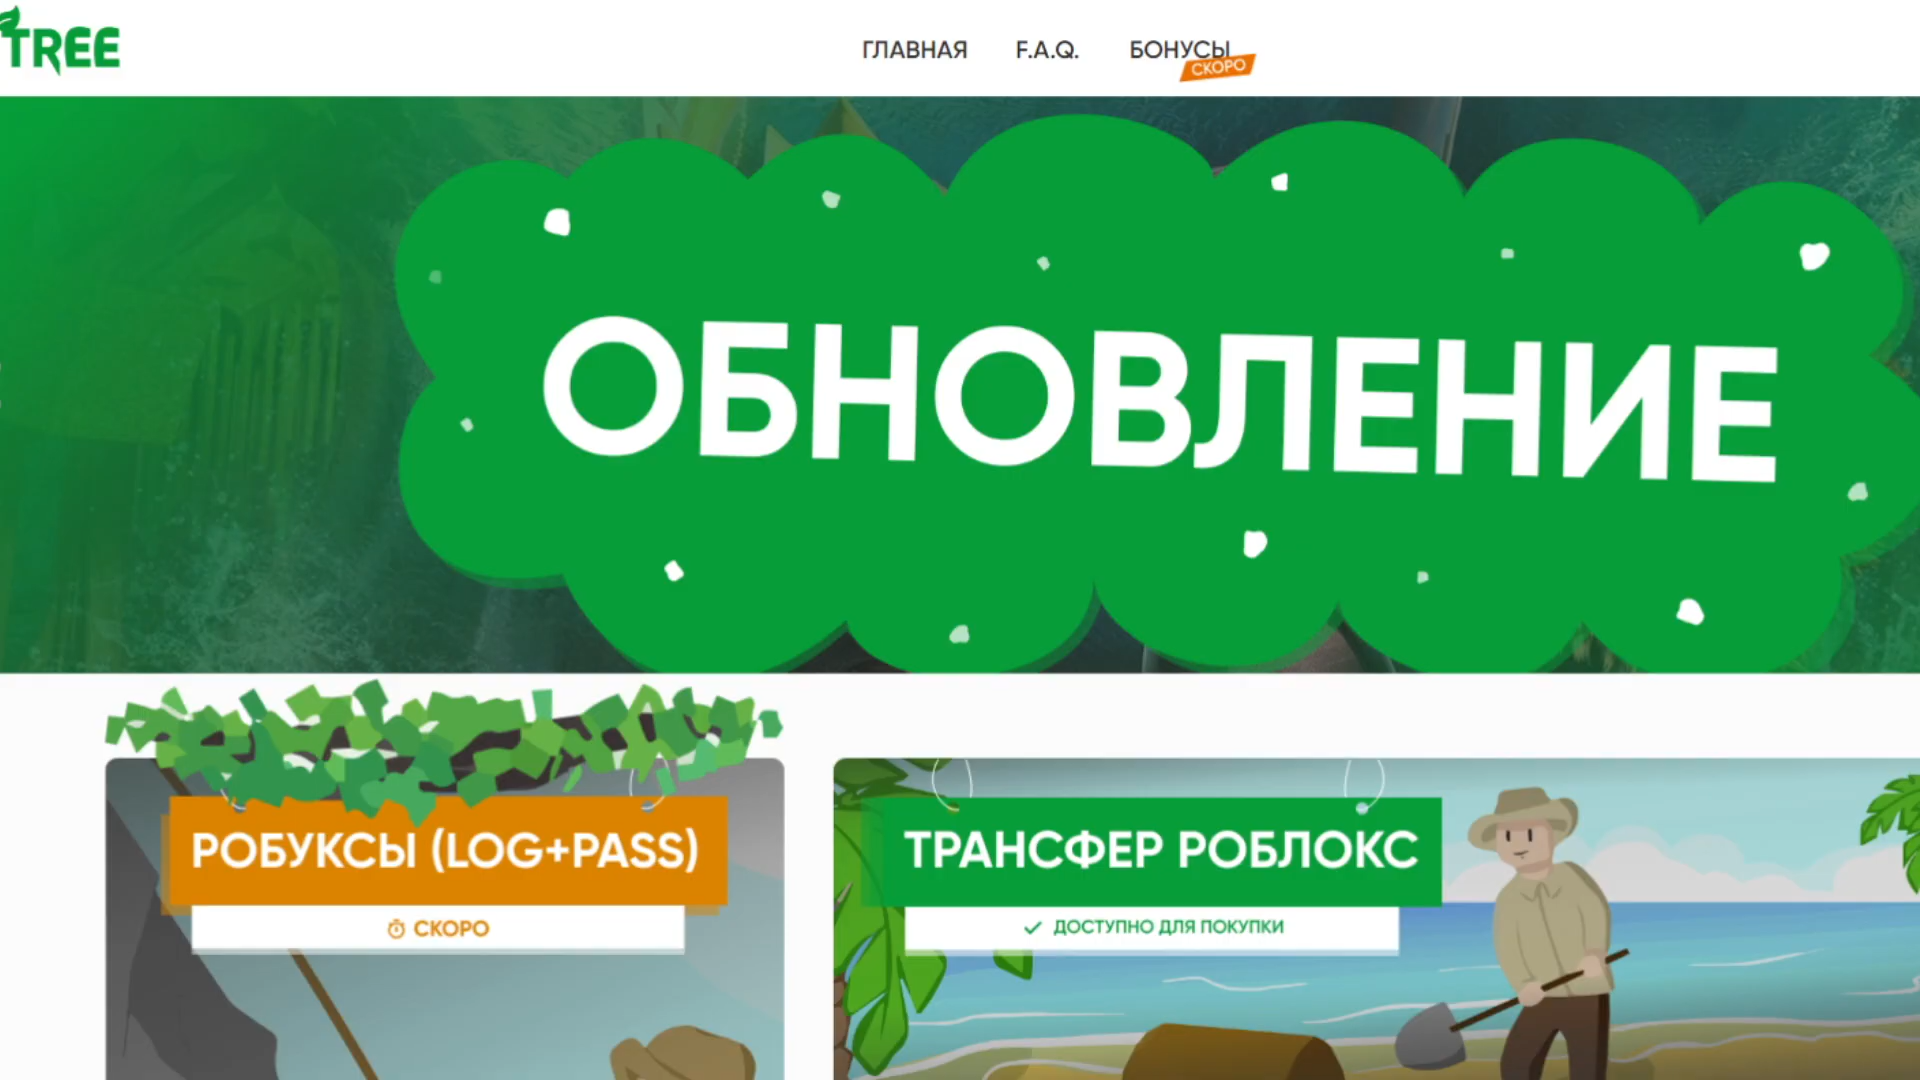 TREE
ГЛАВНАЯ F.A.Q. БОНУСЫ
СКОРО
ОБНОВЛЕНИЕ
РОБУКСЫ (LOG+PASS)
СКОРО
ТРАНСФЕР РОБЛОКС
ДОСТУПНО ДЛЯ ПОКУПКИ